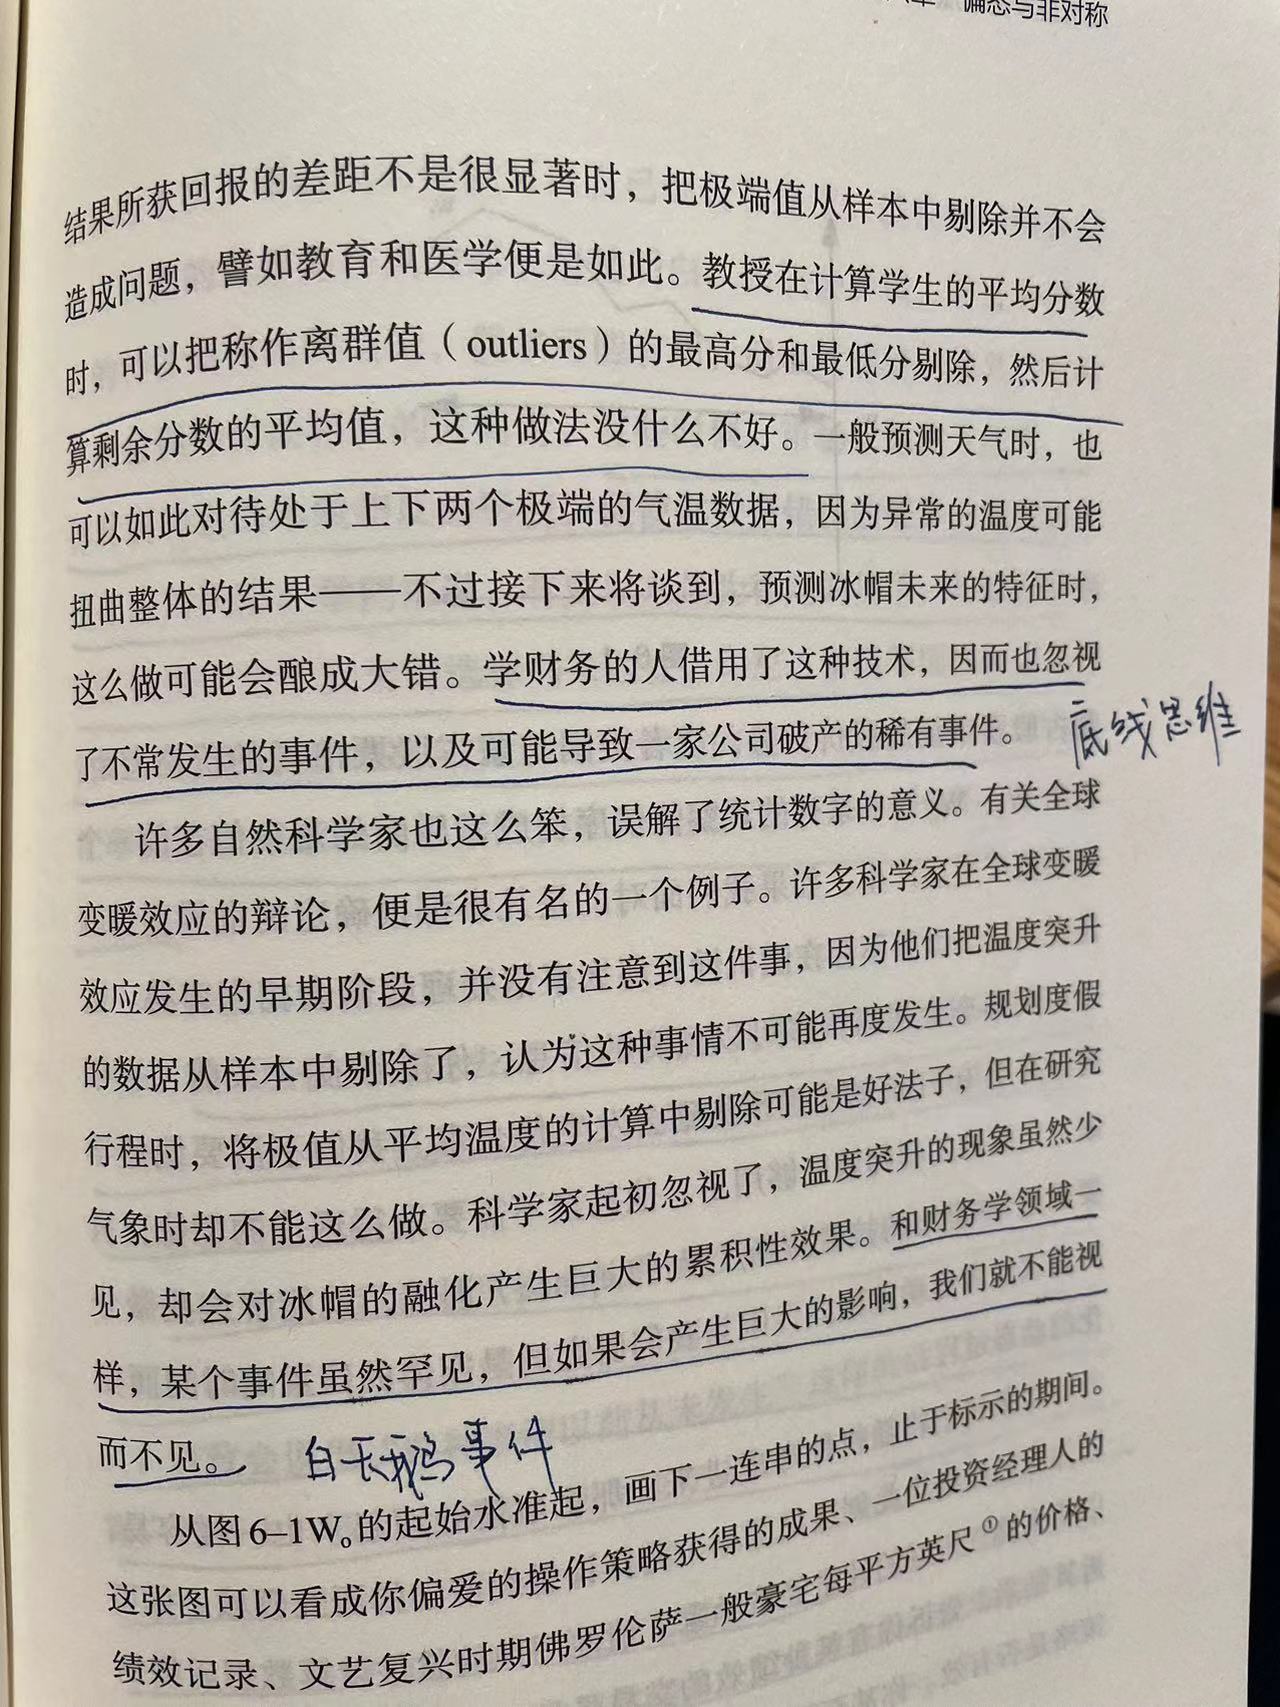 偏态与非对称
结果所获回报的差距不是很显著时，把极端值从样本中剔除并不会
造成问题，譬如教育和医学便是如此。教授在计算学生的平均分数
时，可以把称作离群值（outliers）的最高分和最低分剔除，然后计
算剩余分数的平均值，这种做法没什么不好。一般预测天气时，也
可以如此对待处于上下两个极端的气温数据，因为异常的温度可能
扭曲整体的结果——不过接下来将谈到，预测冰帽未来的特征时，
这么做可能会酿成大错。学财务的人借用了这种技术，因而也忽视
了不常发生的事件，以及可能导致一家公司破产的稀有事件。
底线思维
许多自然科学家也这么笨，误解了统计数字的意义。有关全球
变暖效应的辩论，便是很有名的一个例子。许多科学家在全球变暖
效应发生的早期阶段，并没有注意到这件事，因为他们把温度突升
的数据从样本中剔除了，认为这种事情不可能再度发生。规划度假
行程时，将极值从平均温度的计算中剔除可能是好法子，但在研究
气象时却不能这么做。科学家起初忽视了，温度突升的现象虽然少
见，却会对冰帽的融化产生巨大的累积性效果。和财务学领域一
样，某个事件虽然罕见，但如果会产生巨大的影响，我们就不能视
而不见。
白天鹅事件
从图6–1W₀的起始水准起，画下一连串的点，止于标示的期间。
这张图可以看成你偏爱的操作策略获得的成果、一位投资经理人的
绩效记录、文艺复兴时期佛罗伦萨一般豪宅每平方英尺①的价格、